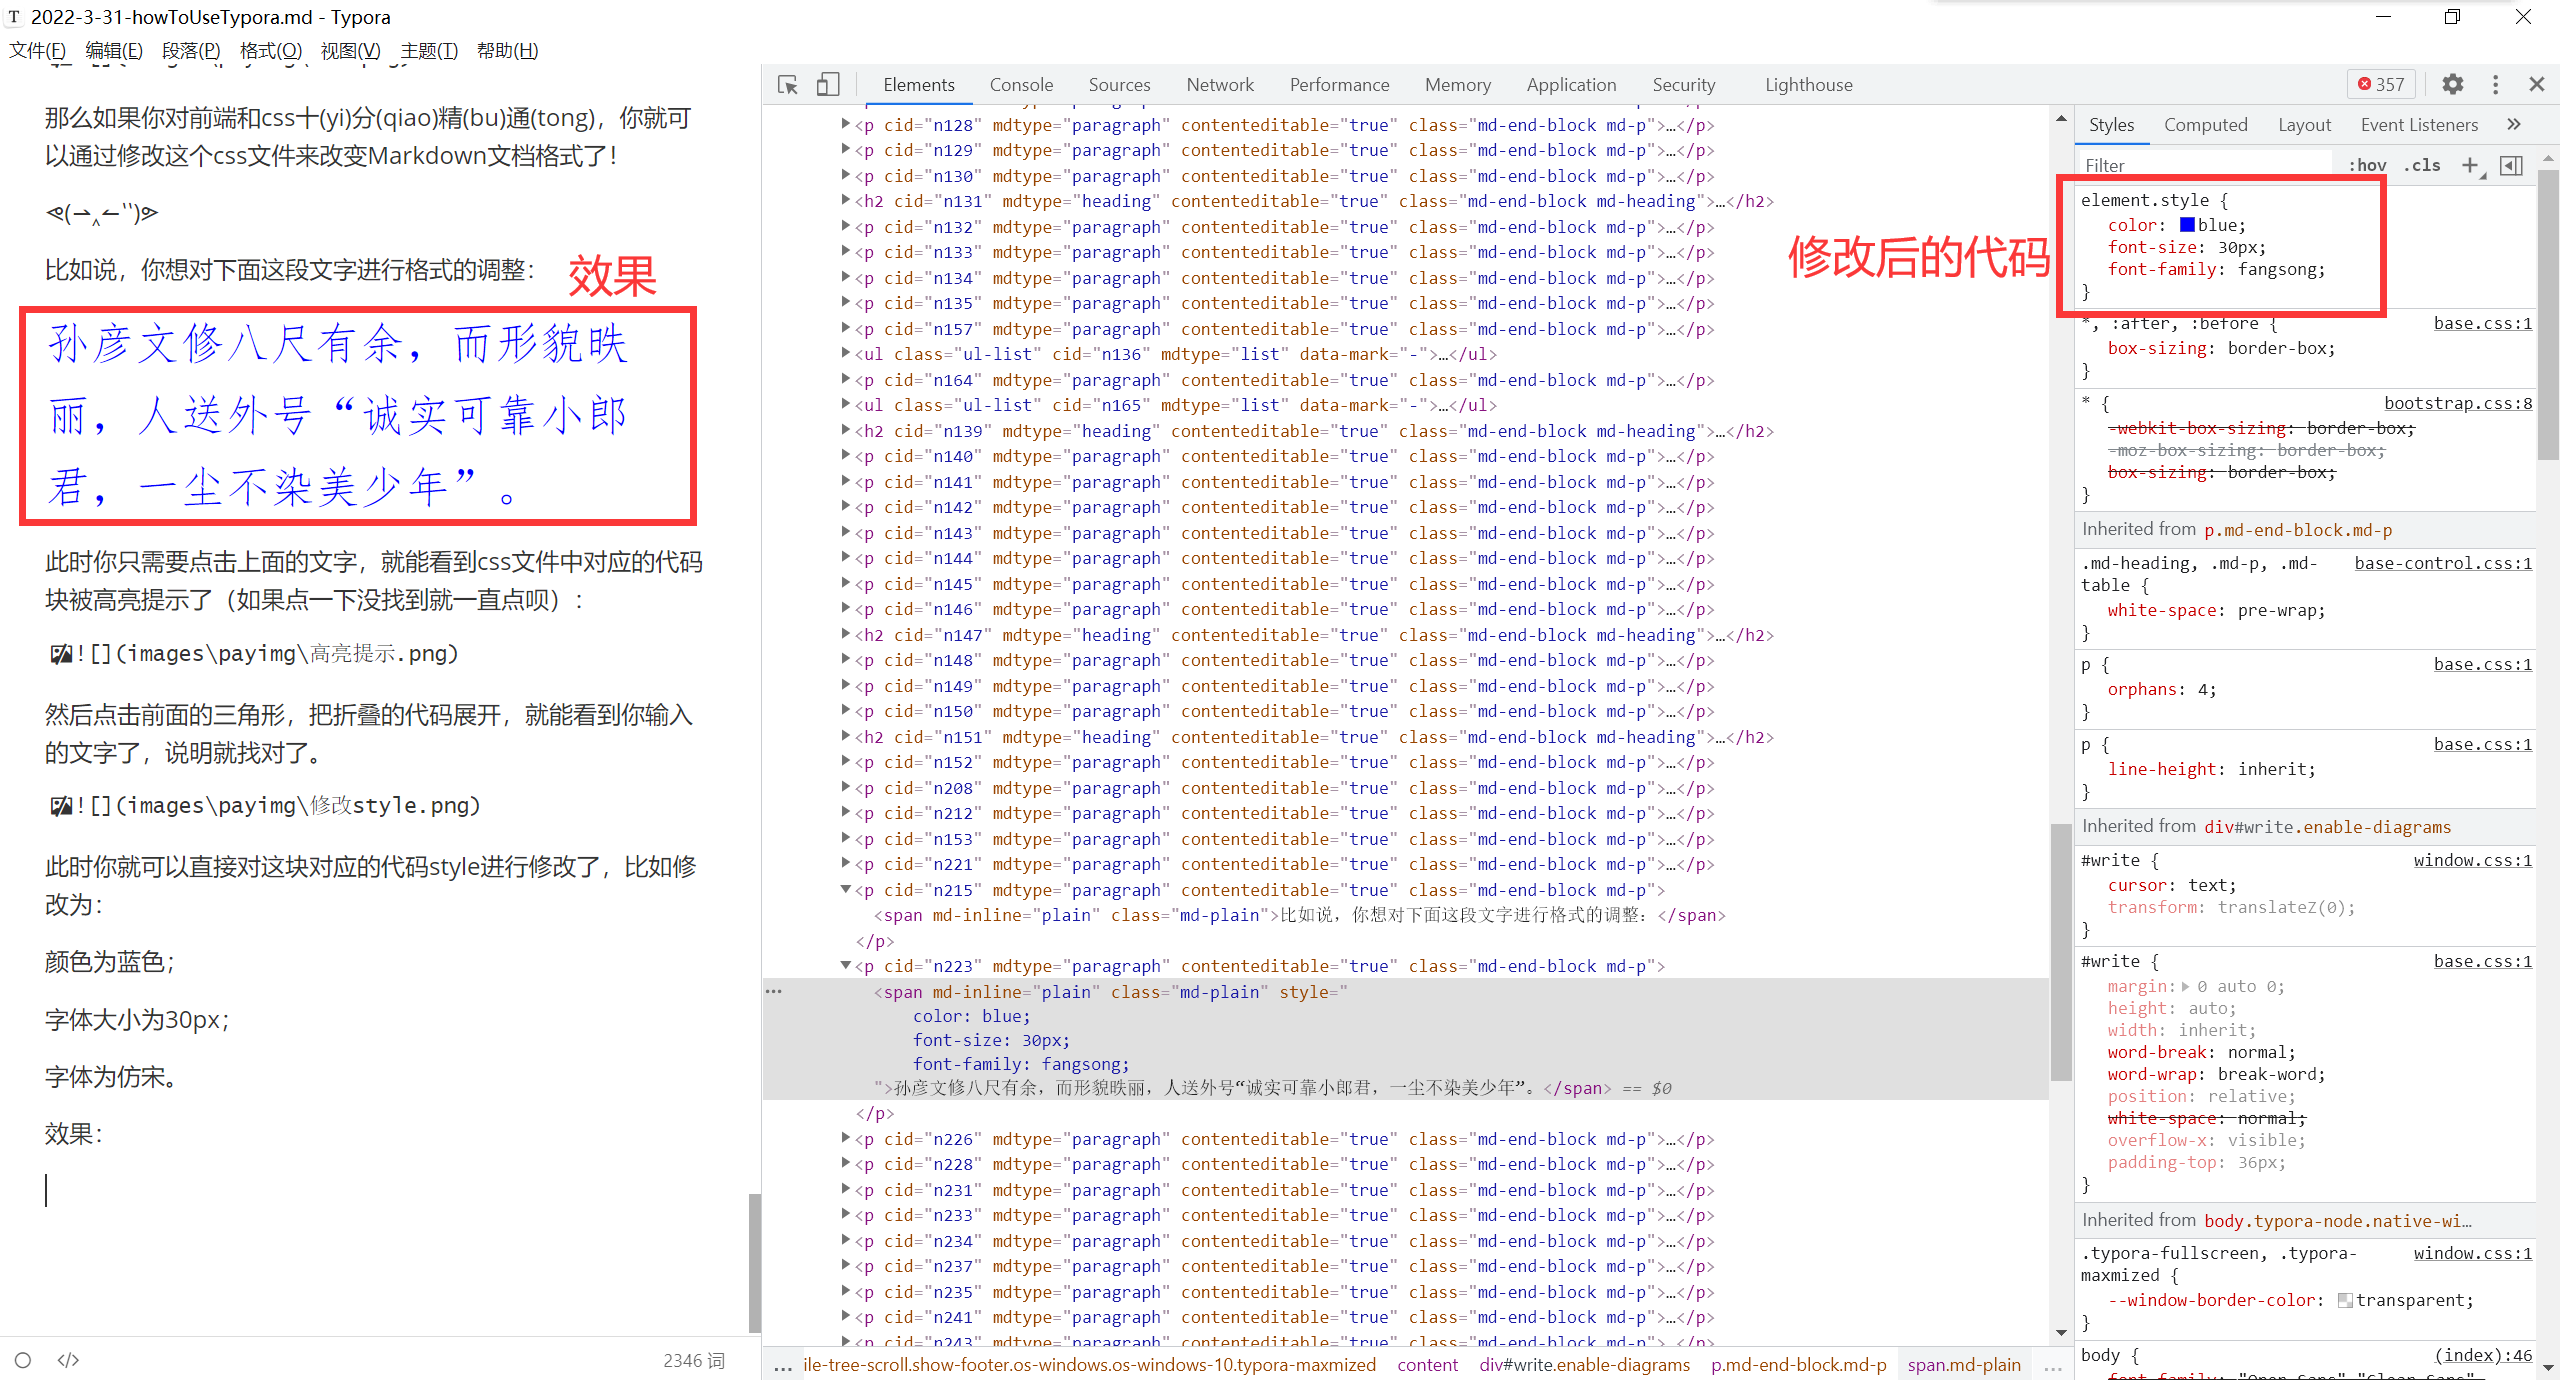 2022-3-31-howToUseTypora.md - Typora
文件(F) 编辑(E) 段落(P) 格式(O) 视图(V) 主题(T) 帮助(H)
那么如果你对前端和css十(yi)分(qiao)精(bu)通(tong)，你就可
以通过修改这个css文件来改变Markdown文档格式了！
比如说，你想对下面这段文字进行格式的调整：
效果
孙彦文修八尺有余，而形貌昳
丽，人送外号“诚实可靠小郎
君，一尘不染美少年”。
此时你只需要点击上面的文字，就能看到css文件中对应的代码
块被高亮提示了（如果点一下没找到就一直点呗）：
![](images\payimg\高亮提示.png)
然后点击前面的三角形，把折叠的代码展开，就能看到你输入
的文字了，说明就找对了。
![](images\payimg\修改style.png)
此时你就可以直接对这块对应的代码style进行修改了，比如修
改为：
颜色为蓝色；
字体大小为30px；
字体为仿宋。
效果：
2346 词
Elements Console Sources Network Performance Memory Application Security Lighthouse
357
<p cid="n128" mdtype="paragraph" contenteditable="true" class="md-end-block md-p">…</p>
<p cid="n129" mdtype="paragraph" contenteditable="true" class="md-end-block md-p">…</p>
<p cid="n130" mdtype="paragraph" contenteditable="true" class="md-end-block md-p">…</p>
<h2 cid="n131" mdtype="heading" contenteditable="true" class="md-end-block md-heading">…</h2>
<p cid="n132" mdtype="paragraph" contenteditable="true" class="md-end-block md-p">…</p>
<p cid="n133" mdtype="paragraph" contenteditable="true" class="md-end-block md-p">…</p>
<p cid="n134" mdtype="paragraph" contenteditable="true" class="md-end-block md-p">…</p>
<p cid="n135" mdtype="paragraph" contenteditable="true" class="md-end-block md-p">…</p>
<p cid="n157" mdtype="paragraph" contenteditable="true" class="md-end-block md-p">…</p>
<ul class="ul-list" cid="n136" mdtype="list" data-mark="-">…</ul>
<p cid="n164" mdtype="paragraph" contenteditable="true" class="md-end-block md-p">…</p>
<ul class="ul-list" cid="n165" mdtype="list" data-mark="-">…</ul>
<h2 cid="n139" mdtype="heading" contenteditable="true" class="md-end-block md-heading">…</h2>
<p cid="n140" mdtype="paragraph" contenteditable="true" class="md-end-block md-p">…</p>
<p cid="n141" mdtype="paragraph" contenteditable="true" class="md-end-block md-p">…</p>
<p cid="n142" mdtype="paragraph" contenteditable="true" class="md-end-block md-p">…</p>
<p cid="n143" mdtype="paragraph" contenteditable="true" class="md-end-block md-p">…</p>
<p cid="n144" mdtype="paragraph" contenteditable="true" class="md-end-block md-p">…</p>
<p cid="n145" mdtype="paragraph" contenteditable="true" class="md-end-block md-p">…</p>
<p cid="n146" mdtype="paragraph" contenteditable="true" class="md-end-block md-p">…</p>
<h2 cid="n147" mdtype="heading" contenteditable="true" class="md-end-block md-heading">…</h2>
<p cid="n148" mdtype="paragraph" contenteditable="true" class="md-end-block md-p">…</p>
<p cid="n149" mdtype="paragraph" contenteditable="true" class="md-end-block md-p">…</p>
<p cid="n150" mdtype="paragraph" contenteditable="true" class="md-end-block md-p">…</p>
<h2 cid="n151" mdtype="heading" contenteditable="true" class="md-end-block md-heading">…</h2>
<p cid="n152" mdtype="paragraph" contenteditable="true" class="md-end-block md-p">…</p>
<p cid="n208" mdtype="paragraph" contenteditable="true" class="md-end-block md-p">…</p>
<p cid="n212" mdtype="paragraph" contenteditable="true" class="md-end-block md-p">…</p>
<p cid="n153" mdtype="paragraph" contenteditable="true" class="md-end-block md-p">…</p>
<p cid="n221" mdtype="paragraph" contenteditable="true" class="md-end-block md-p">…</p>
<p cid="n215" mdtype="paragraph" contenteditable="true" class="md-end-block md-p">
<span md-inline="plain" class="md-plain">比如说，你想对下面这段文字进行格式的调整：</span>
</p>
<p cid="n223" mdtype="paragraph" contenteditable="true" class="md-end-block md-p">
<span md-inline="plain" class="md-plain" style="
color: blue;
font-size: 30px;
font-family: fangsong;
">孙彦文修八尺有余，而形貌昳丽，人送外号“诚实可靠小郎君，一尘不染美少年”。</span> == $0
</p>
<p cid="n226" mdtype="paragraph" contenteditable="true" class="md-end-block md-p">…</p>
<p cid="n228" mdtype="paragraph" contenteditable="true" class="md-end-block md-p">…</p>
<p cid="n231" mdtype="paragraph" contenteditable="true" class="md-end-block md-p">…</p>
<p cid="n233" mdtype="paragraph" contenteditable="true" class="md-end-block md-p">…</p>
<p cid="n234" mdtype="paragraph" contenteditable="true" class="md-end-block md-p">…</p>
<p cid="n237" mdtype="paragraph" contenteditable="true" class="md-end-block md-p">…</p>
<p cid="n235" mdtype="paragraph" contenteditable="true" class="md-end-block md-p">…</p>
<p cid="n241" mdtype="paragraph" contenteditable="true" class="md-end-block md-p">…</p>
<p cid="n243" mdtype="paragraph" contenteditable="true" class="md-end-block md-p">…</p>
... ile-tree-scroll.show-footer.os-windows.os-windows-10.typora-maxmized content div#write.enable-diagrams p.md-end-block.md-p span.md-plain ...
修改后的代码
Styles Computed Layout Event Listeners »
Filter :hov .cls +
element.style {
color: blue;
font-size: 30px;
font-family: fangsong;
}
*, :after, :before { base.css:1
box-sizing: border-box;
}
* { bootstrap.css:8
-webkit-box-sizing: border-box;
-moz-box-sizing: border-box;
box-sizing: border-box;
}
Inherited from p.md-end-block.md-p
.md-heading, .md-p, .md- base-control.css:1
table {
white-space: pre-wrap;
}
p { base.css:1
orphans: 4;
}
p { base.css:1
line-height: inherit;
}
Inherited from div#write.enable-diagrams
#write { window.css:1
cursor: text;
transform: translateZ(0);
}
#write { base.css:1
margin: 0 auto 0;
height: auto;
width: inherit;
word-break: normal;
word-wrap: break-word;
position: relative;
white-space: normal;
overflow-x: visible;
padding-top: 36px;
}
Inherited from body.typora-node.native-wi…
.typora-fullscreen, .typora- window.css:1
maxmized {
--window-border-color: transparent;
}
body { (index):46